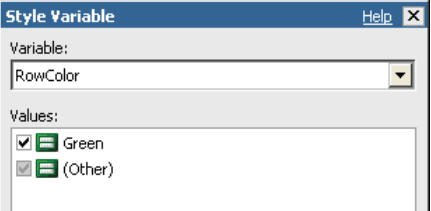 Style Variable Help
Variable:
RowColor
Values:
Green
(Other)